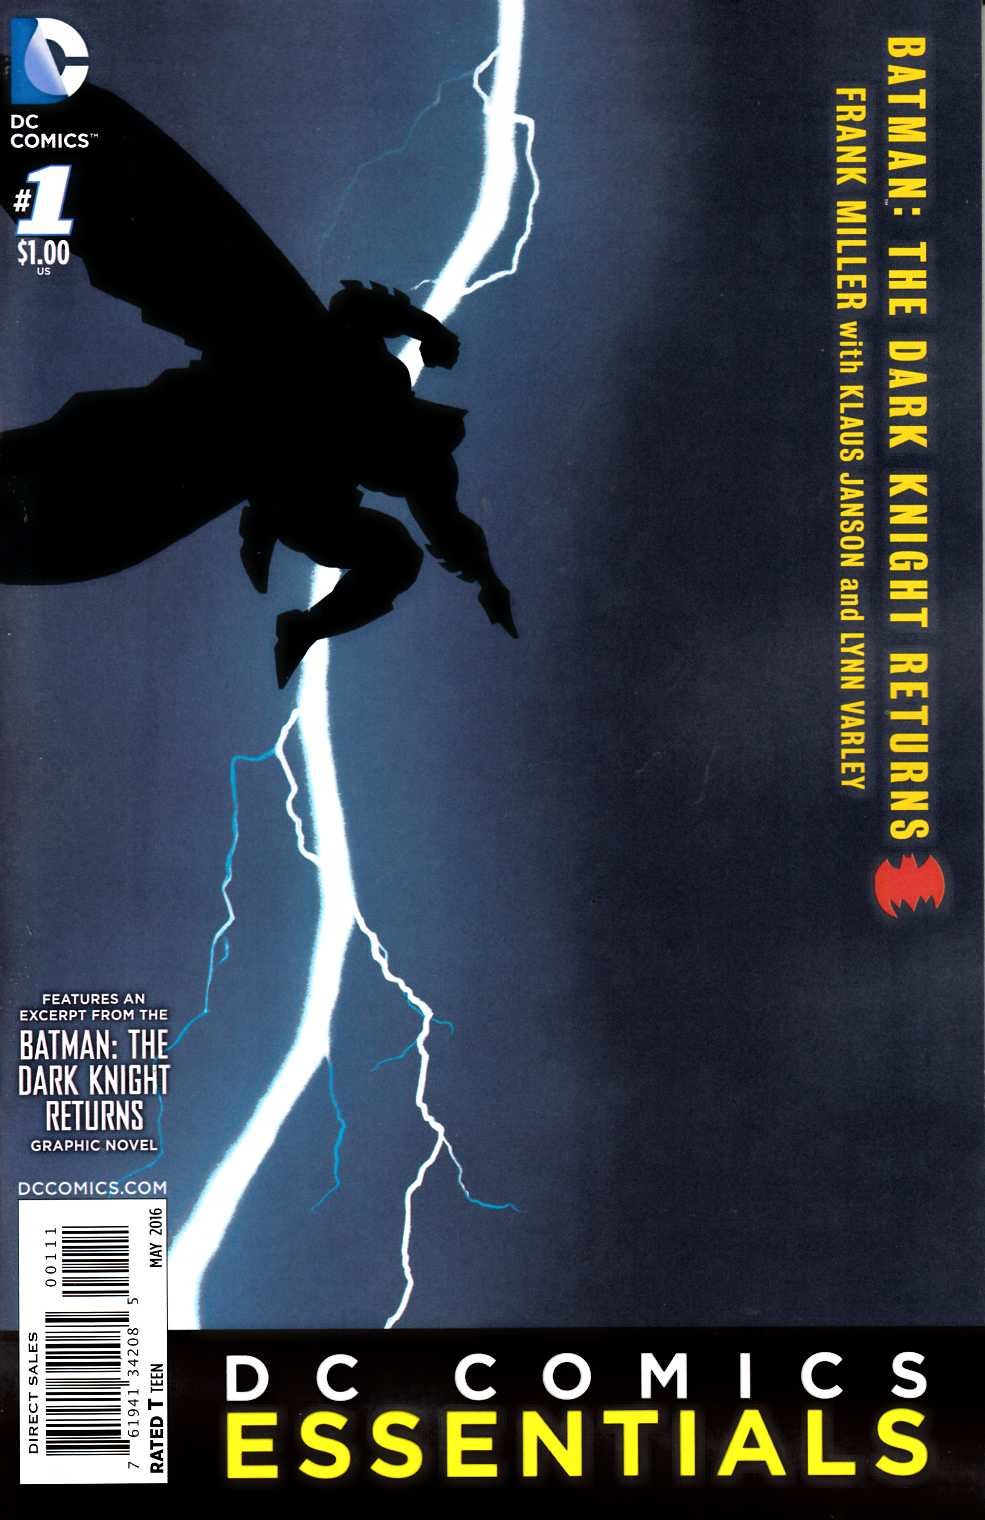 DC
COMICS™
#1
$1.00
US
BATMAN:™ THE DARK KNIGHT RETURNS
FRANK MILLER with KLAUS JANSON and LYNN VARLEY
FEATURES AN
EXCERPT FROM THE
BATMAN: THE
DARK KNIGHT
RETURNS
GRAPHIC NOVEL
DCCOMICS.COM
DIRECT SALES
00111
7 61941 34208 5
RATED T TEEN
MAY 2016
DC COMICS
ESSENTIALS